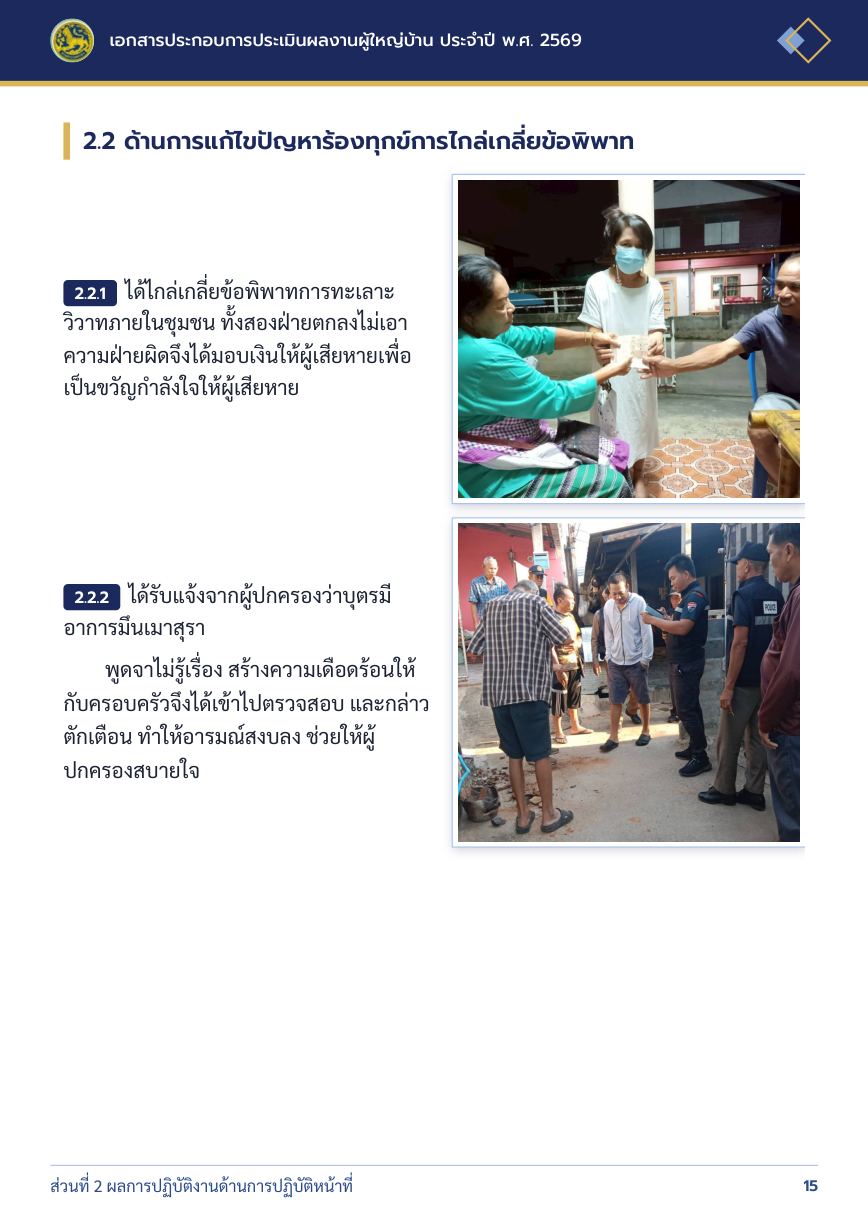 เอกสารประกอบการประเมินผลงานผู้ใหญ่บ้าน ประจำปี พ.ศ. 2569
2.2 ด้านการแก้ไขปัญหาร้องทุกข์การไกล่เกลี่ยข้อพิพาท
2.2.1 ได้ไกล่เกลี่ยข้อพิพาทการทะเลาะ
วิวาทภายในชุมชน ทั้งสองฝ่ายตกลงไม่เอา
ความฝ่ายผิดจึงได้มอบเงินให้ผู้เสียหายเพื่อ
เป็นขวัญกำลังใจให้ผู้เสียหาย
2.2.2 ได้รับแจ้งจากผู้ปกครองว่าบุตรมี
อาการมึนเมาสุรา
พูดจาไม่รู้เรื่อง สร้างความเดือดร้อนให้
กับครอบครัวจึงได้เข้าไปตรวจสอบ และกล่าว
ตักเตือน ทำให้อารมณ์สงบลง ช่วยให้ผู้
ปกครองสบายใจ
POLICE
ส่วนที่ 2 ผลการปฏิบัติงานด้านการปฏิบัติหน้าที่
15